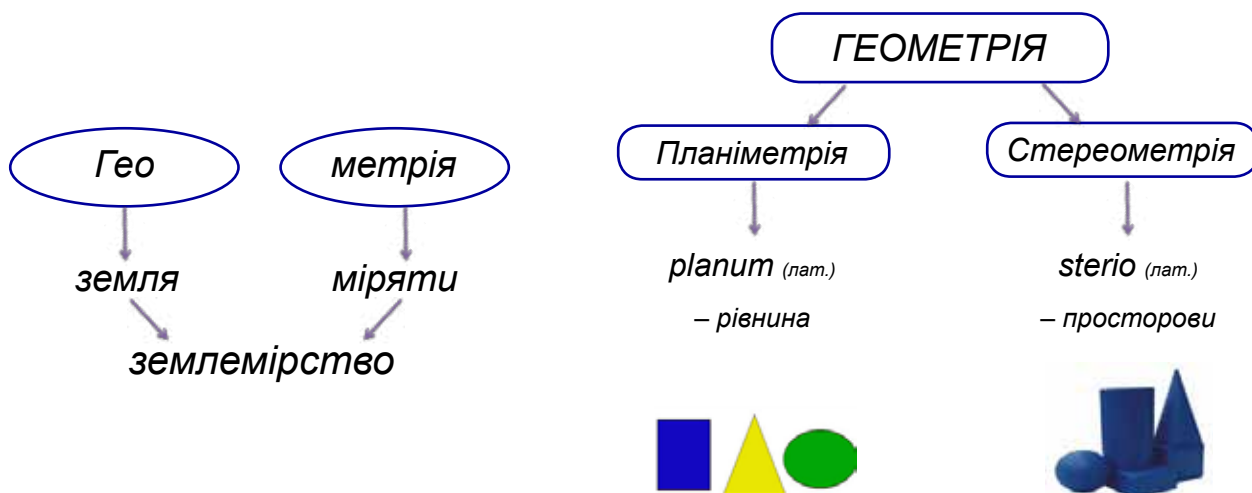 Гео
метрія
земля
міряти
землемірство
ГЕОМЕТРІЯ
Планіметрія
Стереометрія
planum (лат.)
– рівнина
sterio (лат.)
– просторови